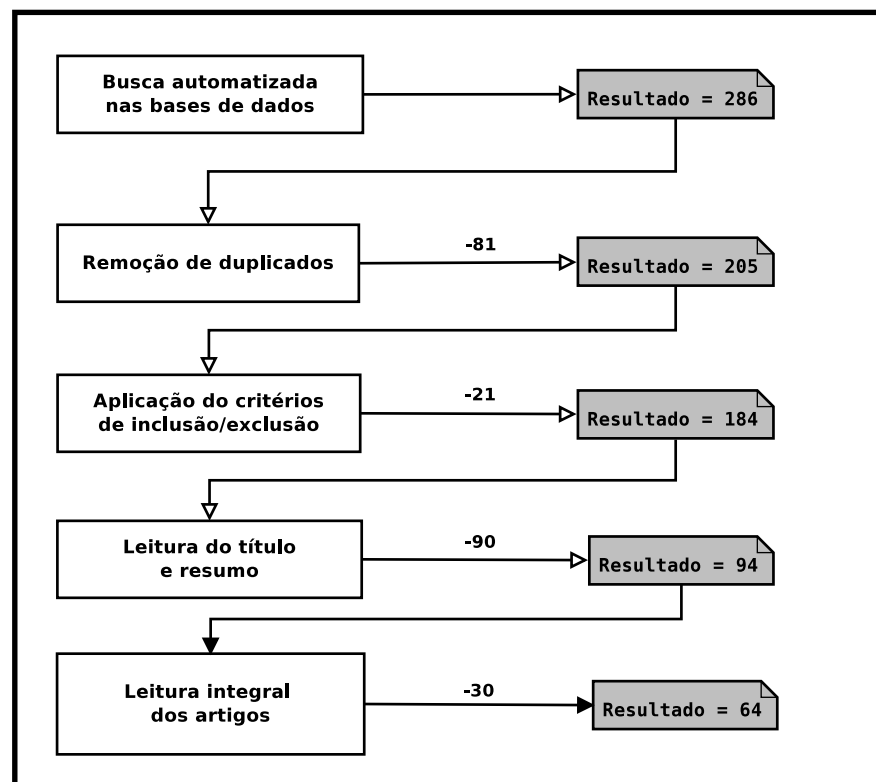 Busca automatizada
nas bases de dados
Resultado = 286
Remoção de duplicados
-81
Resultado = 205
Aplicação do critérios
de inclusão/exclusão
-21
Resultado = 184
Leitura do título
e resumo
-90
Resultado = 94
Leitura integral
dos artigos
-30
Resultado = 64